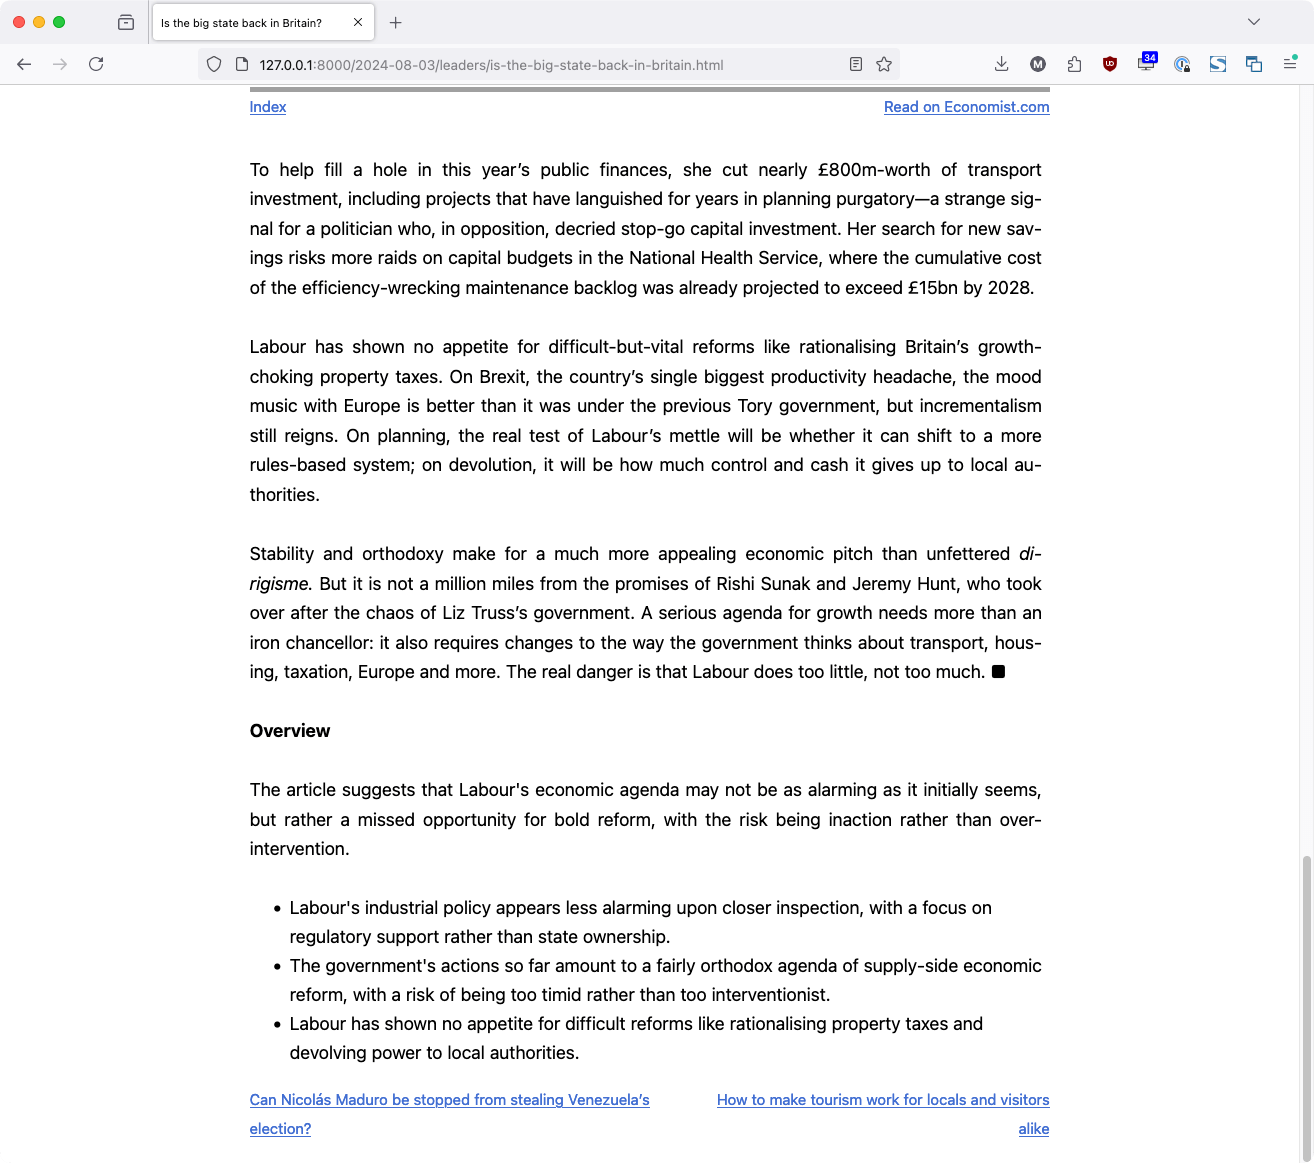 Is the big state back in Britain?
127.0.0.1:8000/2024-08-03/leaders/is-the-big-state-back-in-britain.html
M
UD
34
S
Index
Read on Economist.com
To help fill a hole in this year’s public finances, she cut nearly £800m-worth of transport
investment, including projects that have languished for years in planning purgatory—a strange sig-
nal for a politician who, in opposition, decried stop-go capital investment. Her search for new sav-
ings risks more raids on capital budgets in the National Health Service, where the cumulative cost
of the efficiency-wrecking maintenance backlog was already projected to exceed £15bn by 2028.
Labour has shown no appetite for difficult-but-vital reforms like rationalising Britain’s growth-
choking property taxes. On Brexit, the country’s single biggest productivity headache, the mood
music with Europe is better than it was under the previous Tory government, but incrementalism
still reigns. On planning, the real test of Labour’s mettle will be whether it can shift to a more
rules-based system; on devolution, it will be how much control and cash it gives up to local au-
thorities.
Stability and orthodoxy make for a much more appealing economic pitch than unfettered di-
rigisme. But it is not a million miles from the promises of Rishi Sunak and Jeremy Hunt, who took
over after the chaos of Liz Truss’s government. A serious agenda for growth needs more than an
iron chancellor: it also requires changes to the way the government thinks about transport, hous-
ing, taxation, Europe and more. The real danger is that Labour does too little, not too much. ■
Overview
The article suggests that Labour's economic agenda may not be as alarming as it initially seems,
but rather a missed opportunity for bold reform, with the risk being inaction rather than over-
intervention.
• Labour's industrial policy appears less alarming upon closer inspection, with a focus on
regulatory support rather than state ownership.
• The government's actions so far amount to a fairly orthodox agenda of supply-side economic
reform, with a risk of being too timid rather than too interventionist.
• Labour has shown no appetite for difficult reforms like rationalising property taxes and
devolving power to local authorities.
Can Nicolás Maduro be stopped from stealing Venezuela’s
election?
How to make tourism work for locals and visitors
alike